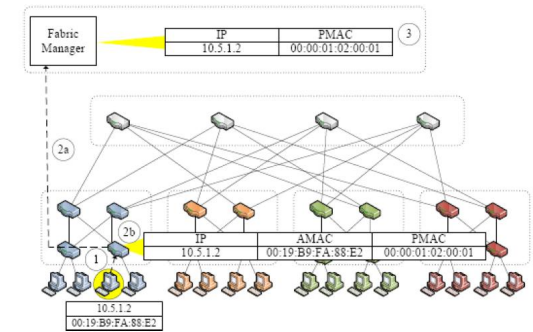 Fabric
Manager
IP PMAC
10.5.1.2 00:00:01:02:00:01
3
2a
2b
IP AMAC PMAC
10.5.1.2 00:19:B9:FA:88:E2 00:00:01:02:00:01
1
10.5.1.2
00:19:B9:FA:88:E2